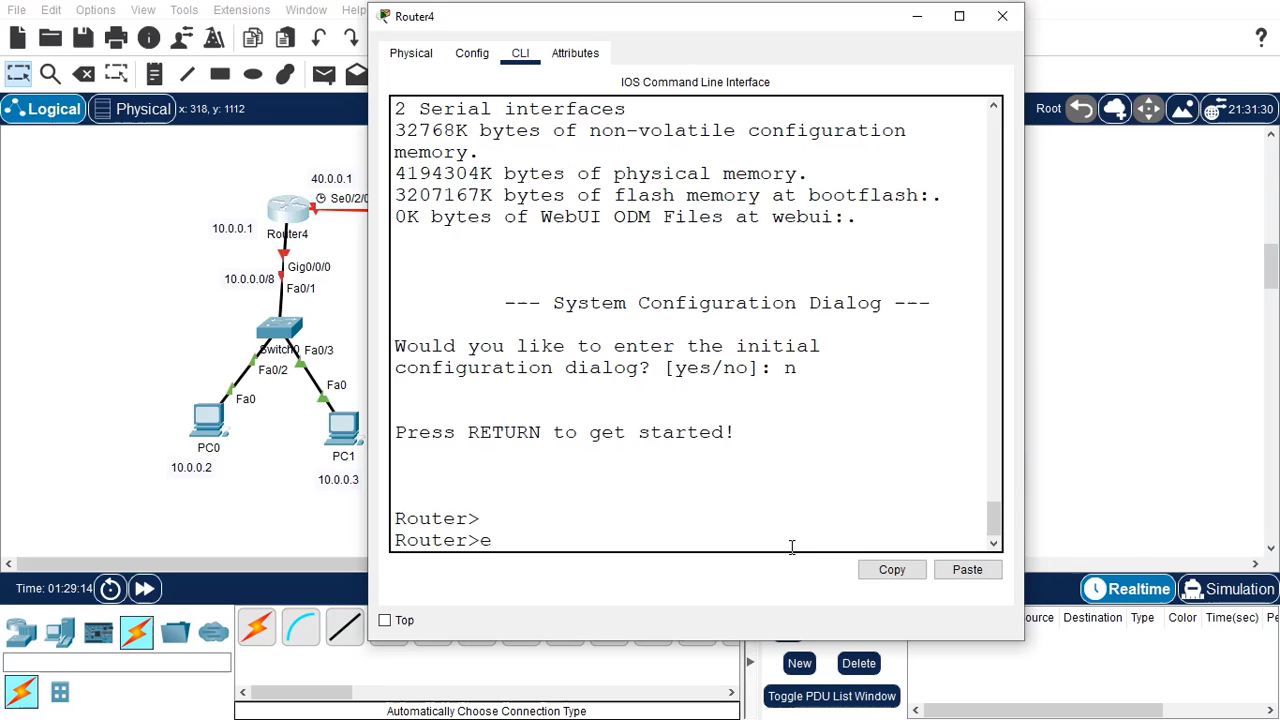 File Edit Options View Tools Extensions Window Help
Router4
Physical Config CLI Attributes
IOS Command Line Interface
Logical Physical x: 318, y: 1112
Root 21:31:30
2 Serial interfaces
32768K bytes of non-volatile configuration
memory.
4194304K bytes of physical memory.
3207167K bytes of flash memory at bootflash:.
0K bytes of WebUI ODM Files at webui:.
--- System Configuration Dialog ---
Would you like to enter the initial
configuration dialog? [yes/no]: n
Press RETURN to get started!
Router>
Router>e
Copy Paste
Top
40.0.0.1
Se0/2/0
10.0.0.1
Router4
Gig0/0/0
10.0.0.0/8
Fa0/1
Switch0
Fa0/3
Fa0/2
Fa0
Fa0
PC0
PC1
10.0.0.2
10.0.0.3
Time: 01:29:14
Realtime Simulation
ource Destination Type Color Time(sec) Pe
New Delete
Toggle PDU List Window
Automatically Choose Connection Type